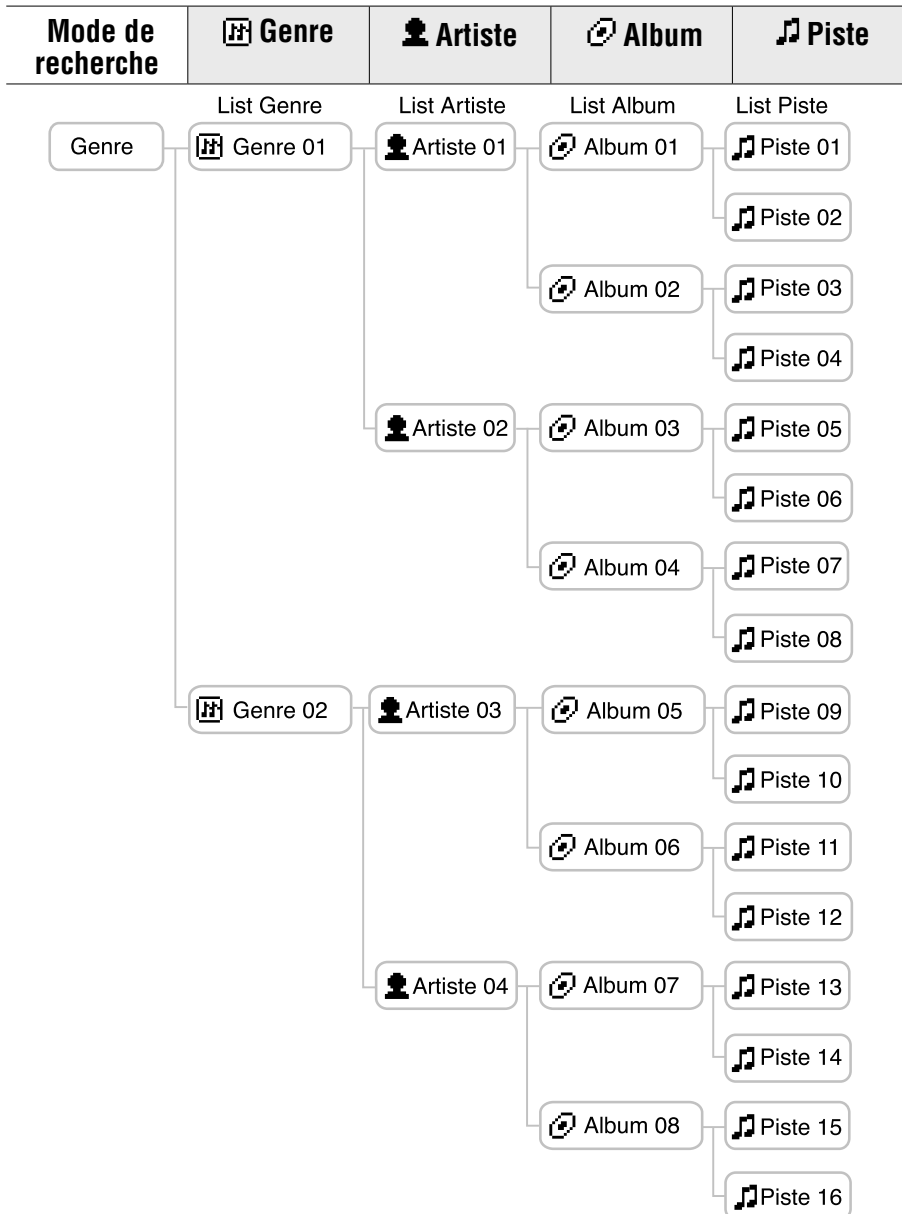 Mode de
recherche
Genre
Artiste
Album
Piste
List Genre
List Artiste
List Album
List Piste
Genre
Genre 01
Artiste 01
Album 01
Piste 01
Piste 02
Album 02
Piste 03
Piste 04
Artiste 02
Album 03
Piste 05
Piste 06
Album 04
Piste 07
Piste 08
Genre 02
Artiste 03
Album 05
Piste 09
Piste 10
Album 06
Piste 11
Piste 12
Artiste 04
Album 07
Piste 13
Piste 14
Album 08
Piste 15
Piste 16